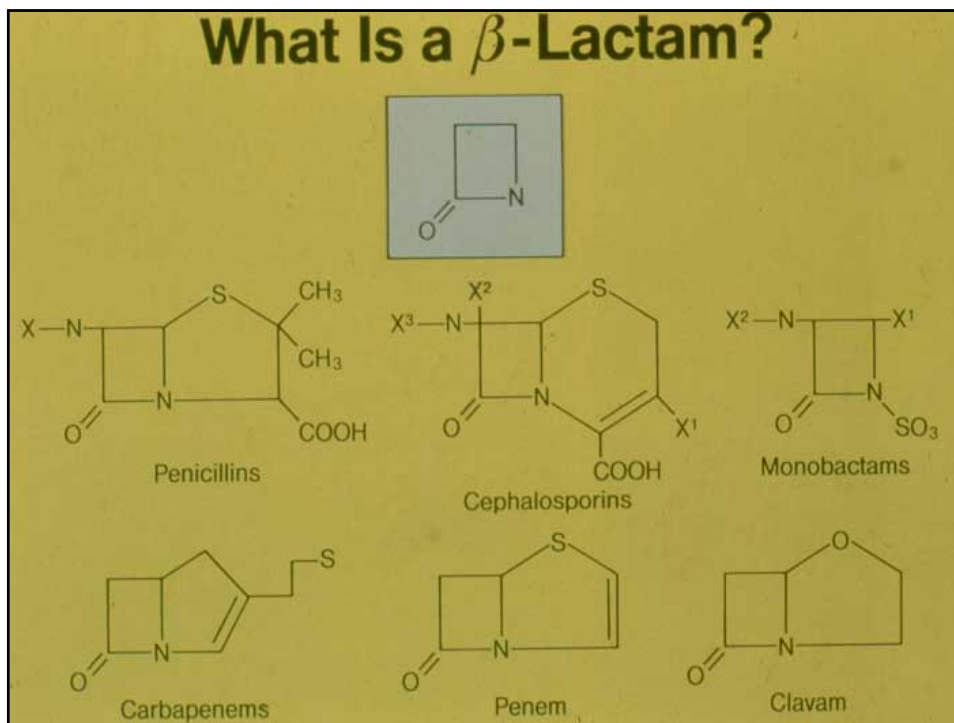 What Is a β-Lactam?
O
N
X—N
S
CH₃
CH₃
O
N
COOH
Penicillins
X³—N
X²
S
O
N
X¹
COOH
Cephalosporins
X²—N
X¹
O
N
SO₃
Monobactams
S
O
N
Carbapenems
S
O
N
Penem
O
O
N
Clavam